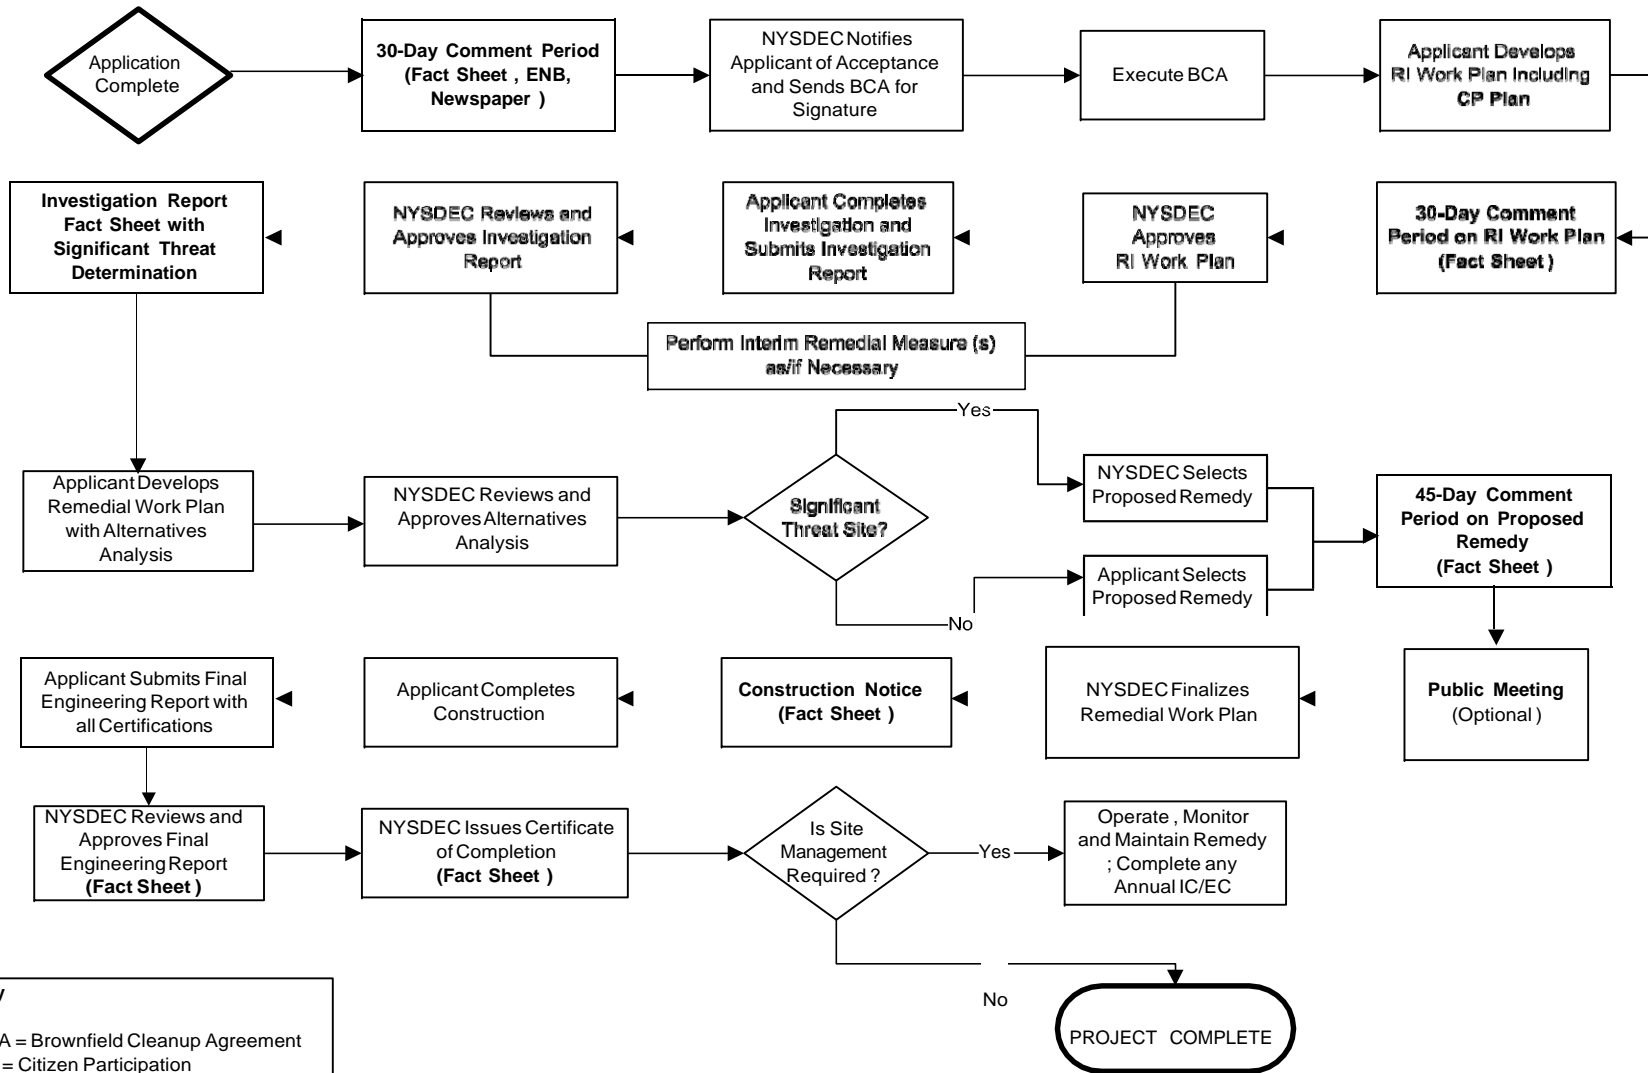 Application
Complete
30-Day Comment Period
(Fact Sheet , ENB,
Newspaper )
NYSDEC Notifies
Applicant of Acceptance
and Sends BCA for
Signature
Execute BCA
Applicant Develops
RI Work Plan Including
CP Plan
Investigation Report
Fact Sheet with
Significant Threat
Determination
NYSDEC Reviews and
Approves Investigation
Report
Applicant Completes
Investigation and
Submits Investigation
Report
NYSDEC
Approves
RI Work Plan
30-Day Comment
Period on RI Work Plan
(Fact Sheet )
Perform Interim Remedial Measure (s)
as/if Necessary
Yes
Applicant Develops
Remedial Work Plan
with Alternatives
Analysis
NYSDEC Reviews and
Approves Alternatives
Analysis
Significant
Threat Site?
NYSDEC Selects
Proposed Remedy
Applicant Selects
Proposed Remedy
45-Day Comment
Period on Proposed
Remedy
(Fact Sheet )
No
Applicant Submits Final
Engineering Report with
all Certifications
Applicant Completes
Construction
Construction Notice
(Fact Sheet )
NYSDEC Finalizes
Remedial Work Plan
Public Meeting
(Optional )
NYSDEC Reviews and
Approves Final
Engineering Report
(Fact Sheet )
NYSDEC Issues Certificate
of Completion
(Fact Sheet )
Is Site
Management
Required ?
Yes
Operate , Monitor
and Maintain Remedy
; Complete any
Annual IC/EC
No
PROJECT COMPLETE
A = Brownfield Cleanup Agreement
= Citizen Participation